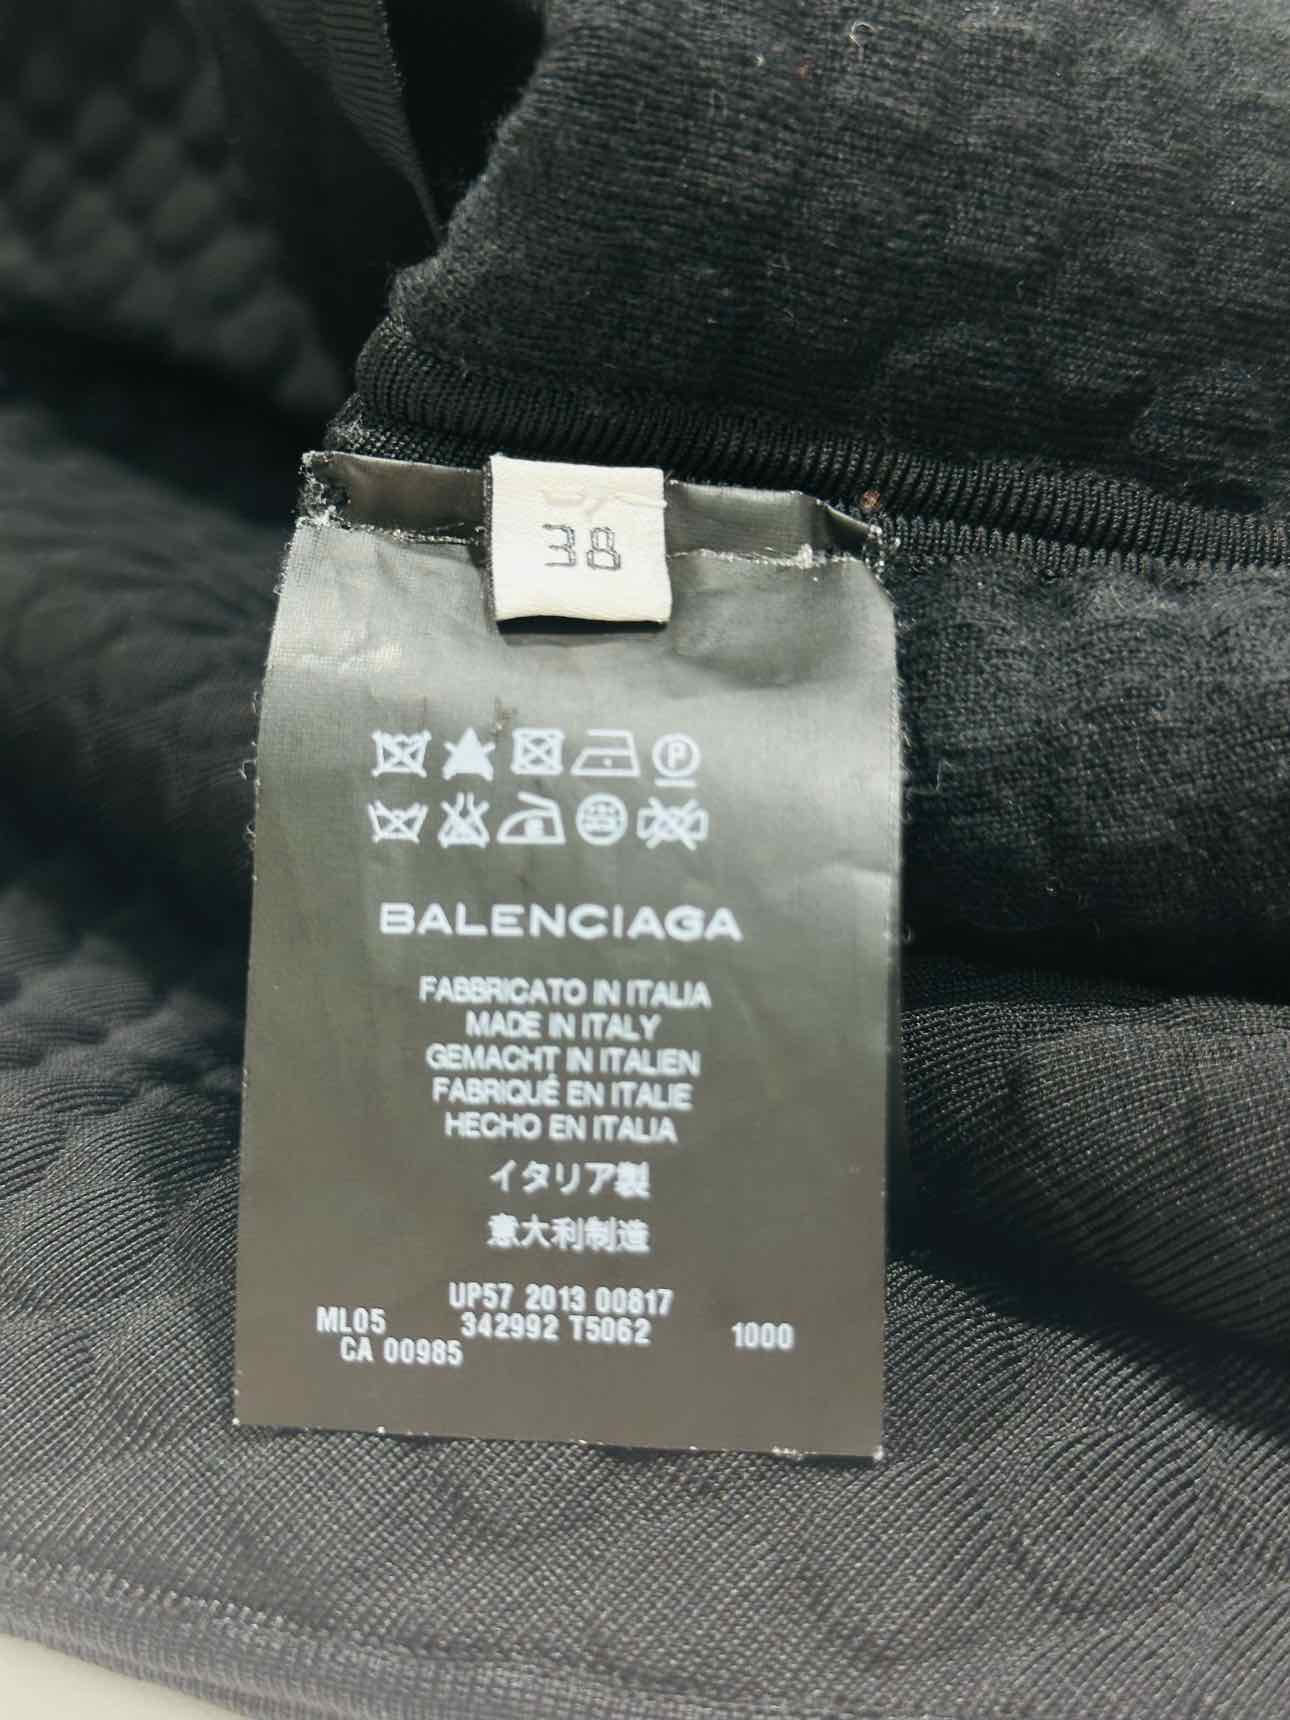 38
BALENCIAGA
FABBRICATO IN ITALIA
MADE IN ITALY
GEMACHT IN ITALIEN
FABRIQUÉ EN ITALIE
HECHO EN ITALIA
イタリア製
意大利制造
UP57 2013 00817
ML05 342992 T5062 1000
CA 00985